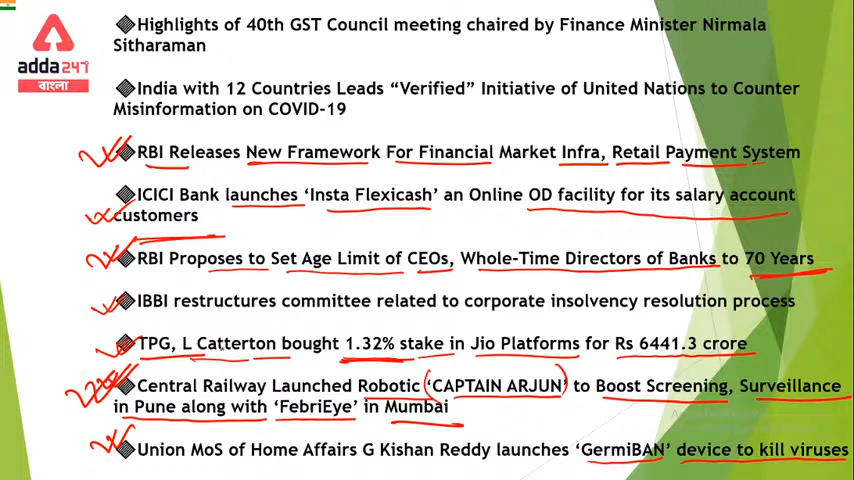 adda247
বাংলা
◆Highlights of 40th GST Council meeting chaired by Finance Minister Nirmala
Sitharaman
◆India with 12 Countries Leads “Verified” Initiative of United Nations to Counter
Misinformation on COVID-19
◆RBI Releases New Framework For Financial Market Infra, Retail Payment System
◆ICICI Bank launches ‘Insta Flexicash’ an Online OD facility for its salary account
customers
◆RBI Proposes to Set Age Limit of CEOs, Whole-Time Directors of Banks to 70 Years
◆IBBI restructures committee related to corporate insolvency resolution process
◆TPG, L Catterton bought 1.32% stake in Jio Platforms for Rs 6441.3 crore
◆Central Railway Launched Robotic ‘CAPTAIN ARJUN’ to Boost Screening, Surveillance
in Pune along with ‘FebriEye’ in Mumbai
◆Union MoS of Home Affairs G Kishan Reddy launches ‘GermiBAN’ device to kill viruses